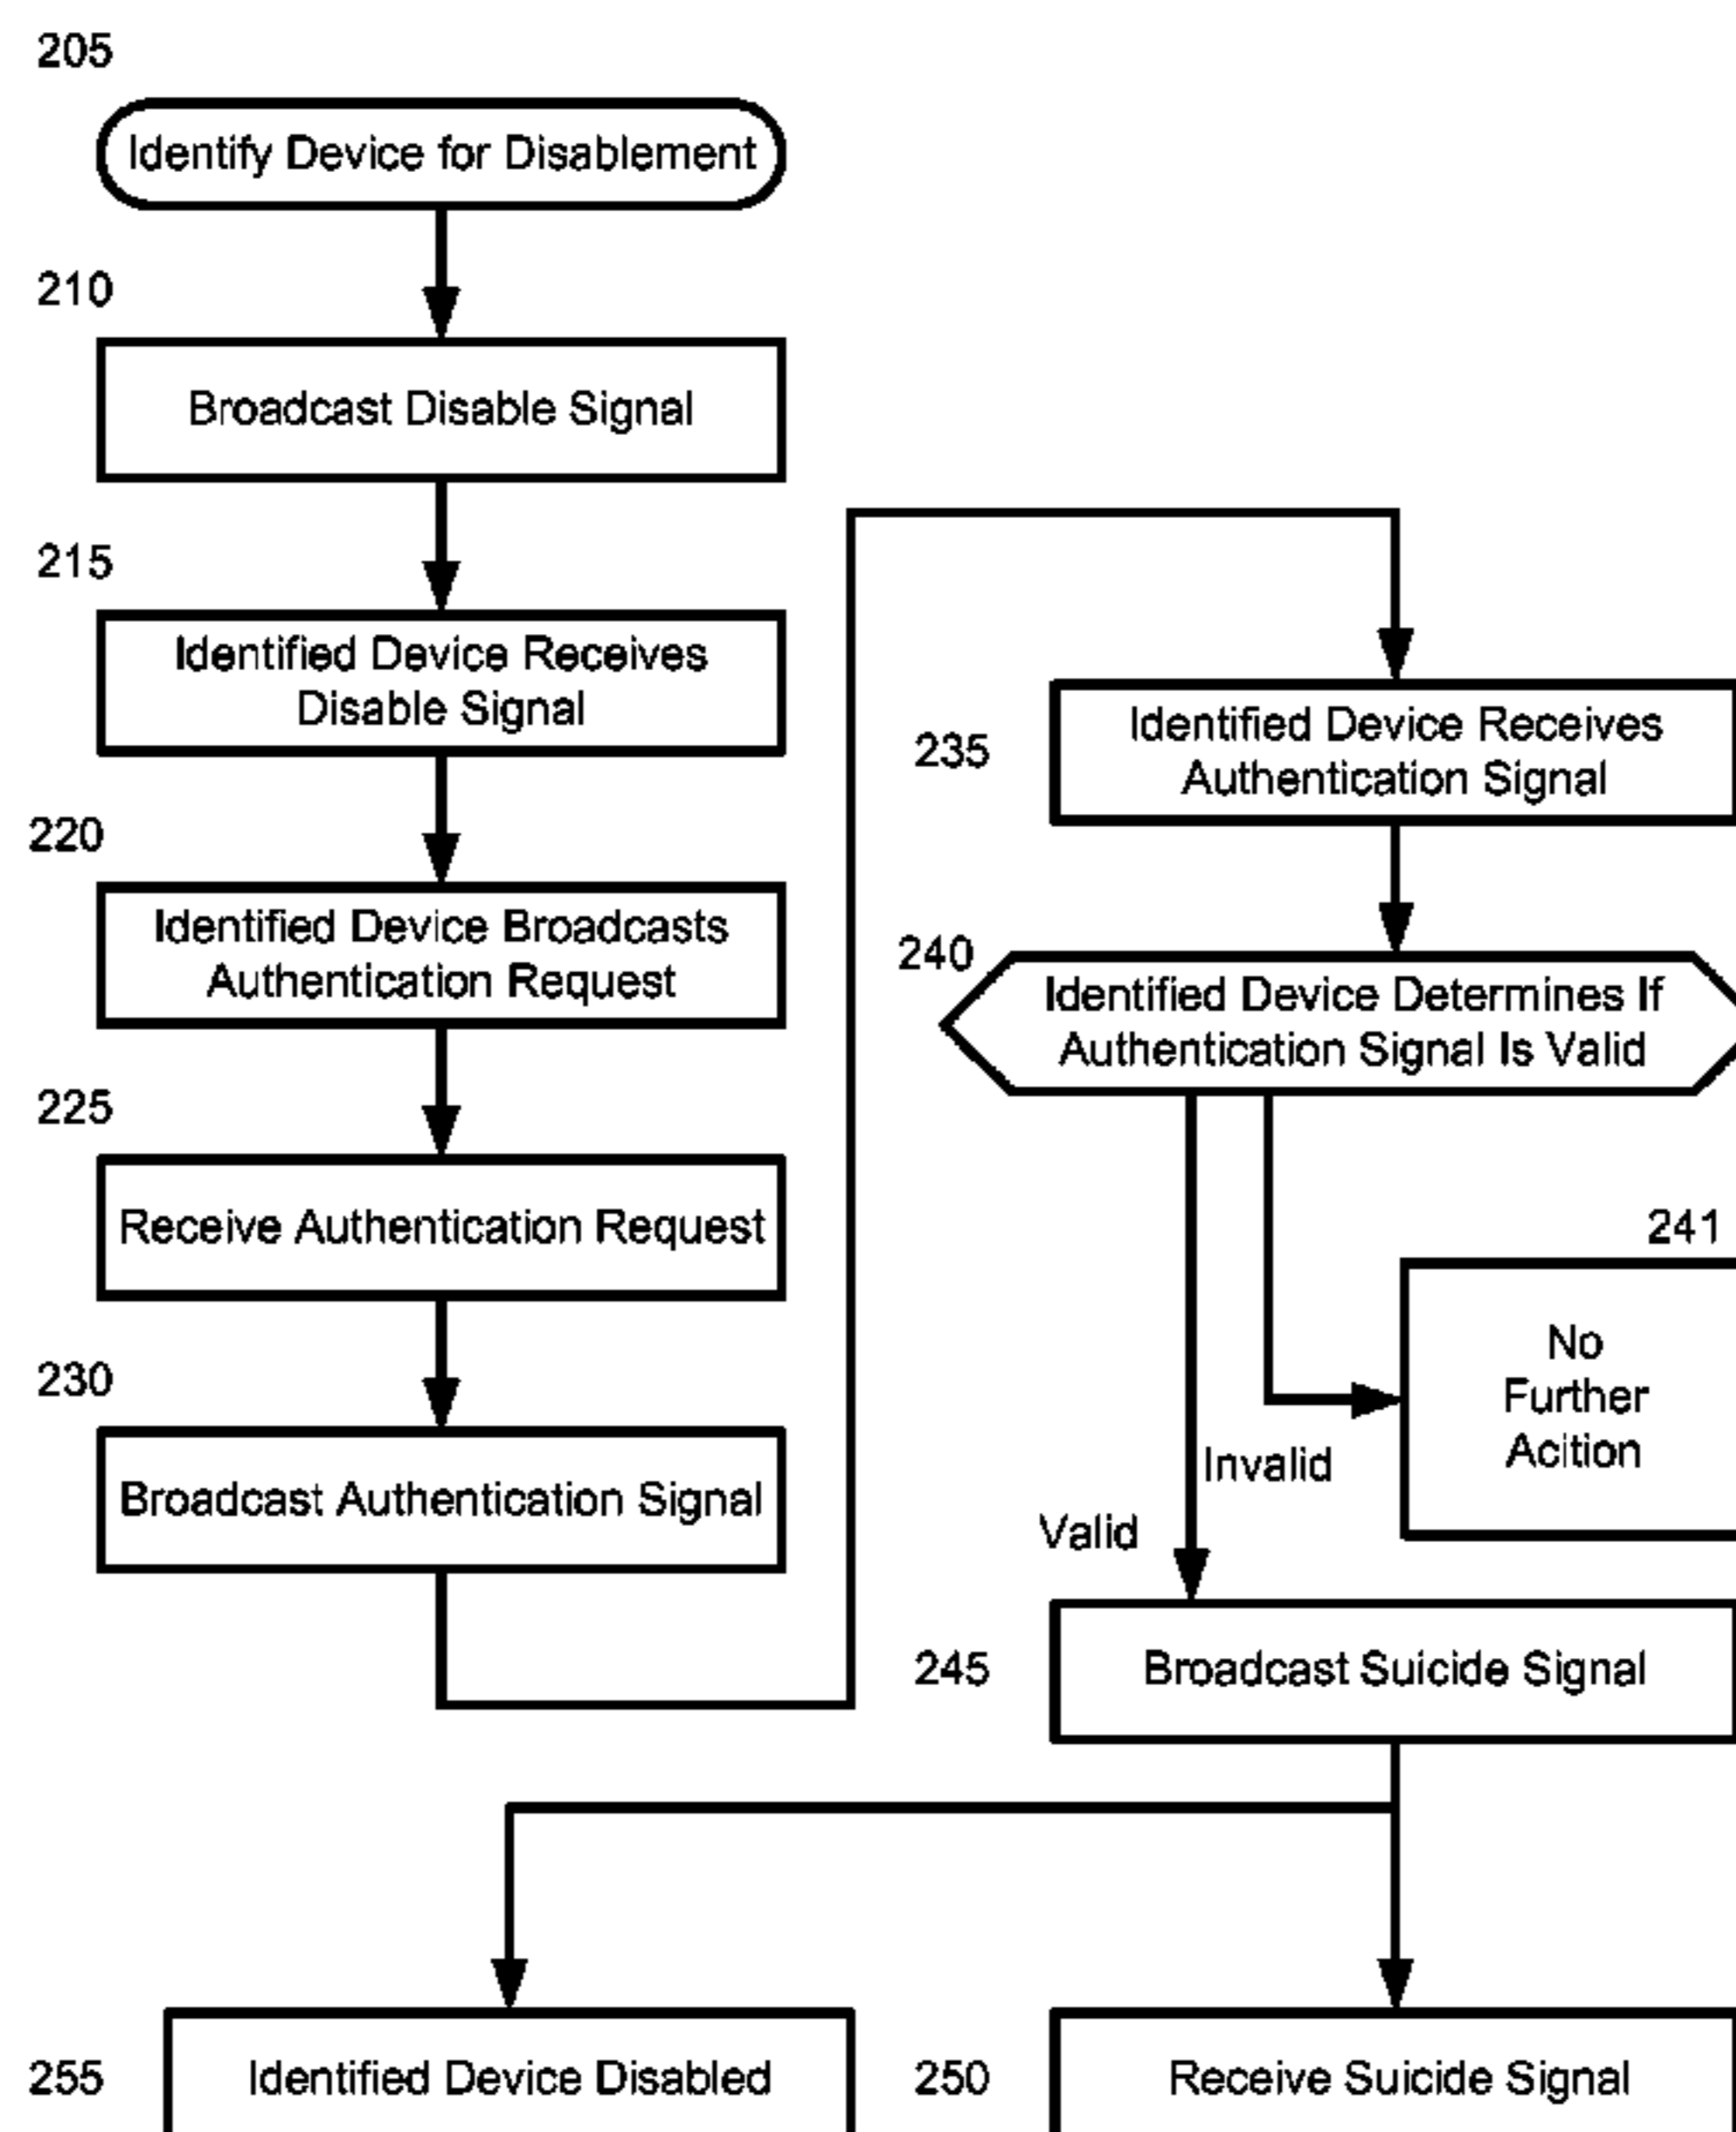 205
Identify Device for Disablement
210
Broadcast Disable Signal
215
Identified Device Receives
Disable Signal
220
Identified Device Broadcasts
Authentication Request
225
Receive Authentication Request
230
Broadcast Authentication Signal
235
Identified Device Receives
Authentication Signal
240
Identified Device Determines If
Authentication Signal Is Valid
241
No
Further
Acition
Invalid
Valid
245
Broadcast Suicide Signal
255
Identified Device Disabled
250
Receive Suicide Signal